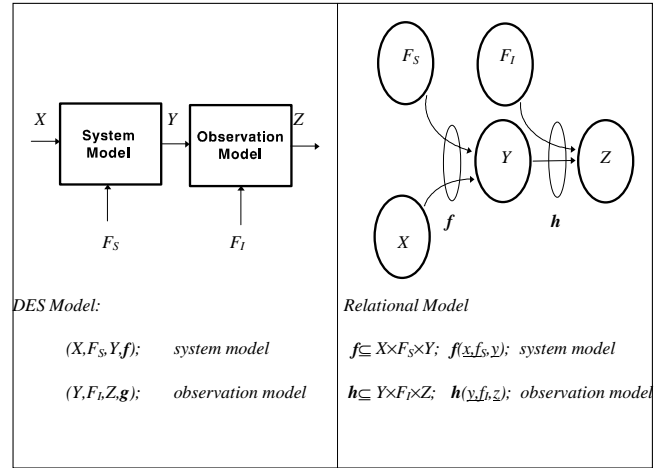 X
System
Model
Y
Observation
Model
Z
F_S
F_I
DES Model:
(X,F_S,Y,f); system model
(Y,F_I,Z,g); observation model
F_S
F_I
Y
Z
X
f
h
Relational Model
f⊆ X×F_S×Y; f(x,f_S,y); system model
h⊆ Y×F_I×Z; h(y,f_I,z); observation model